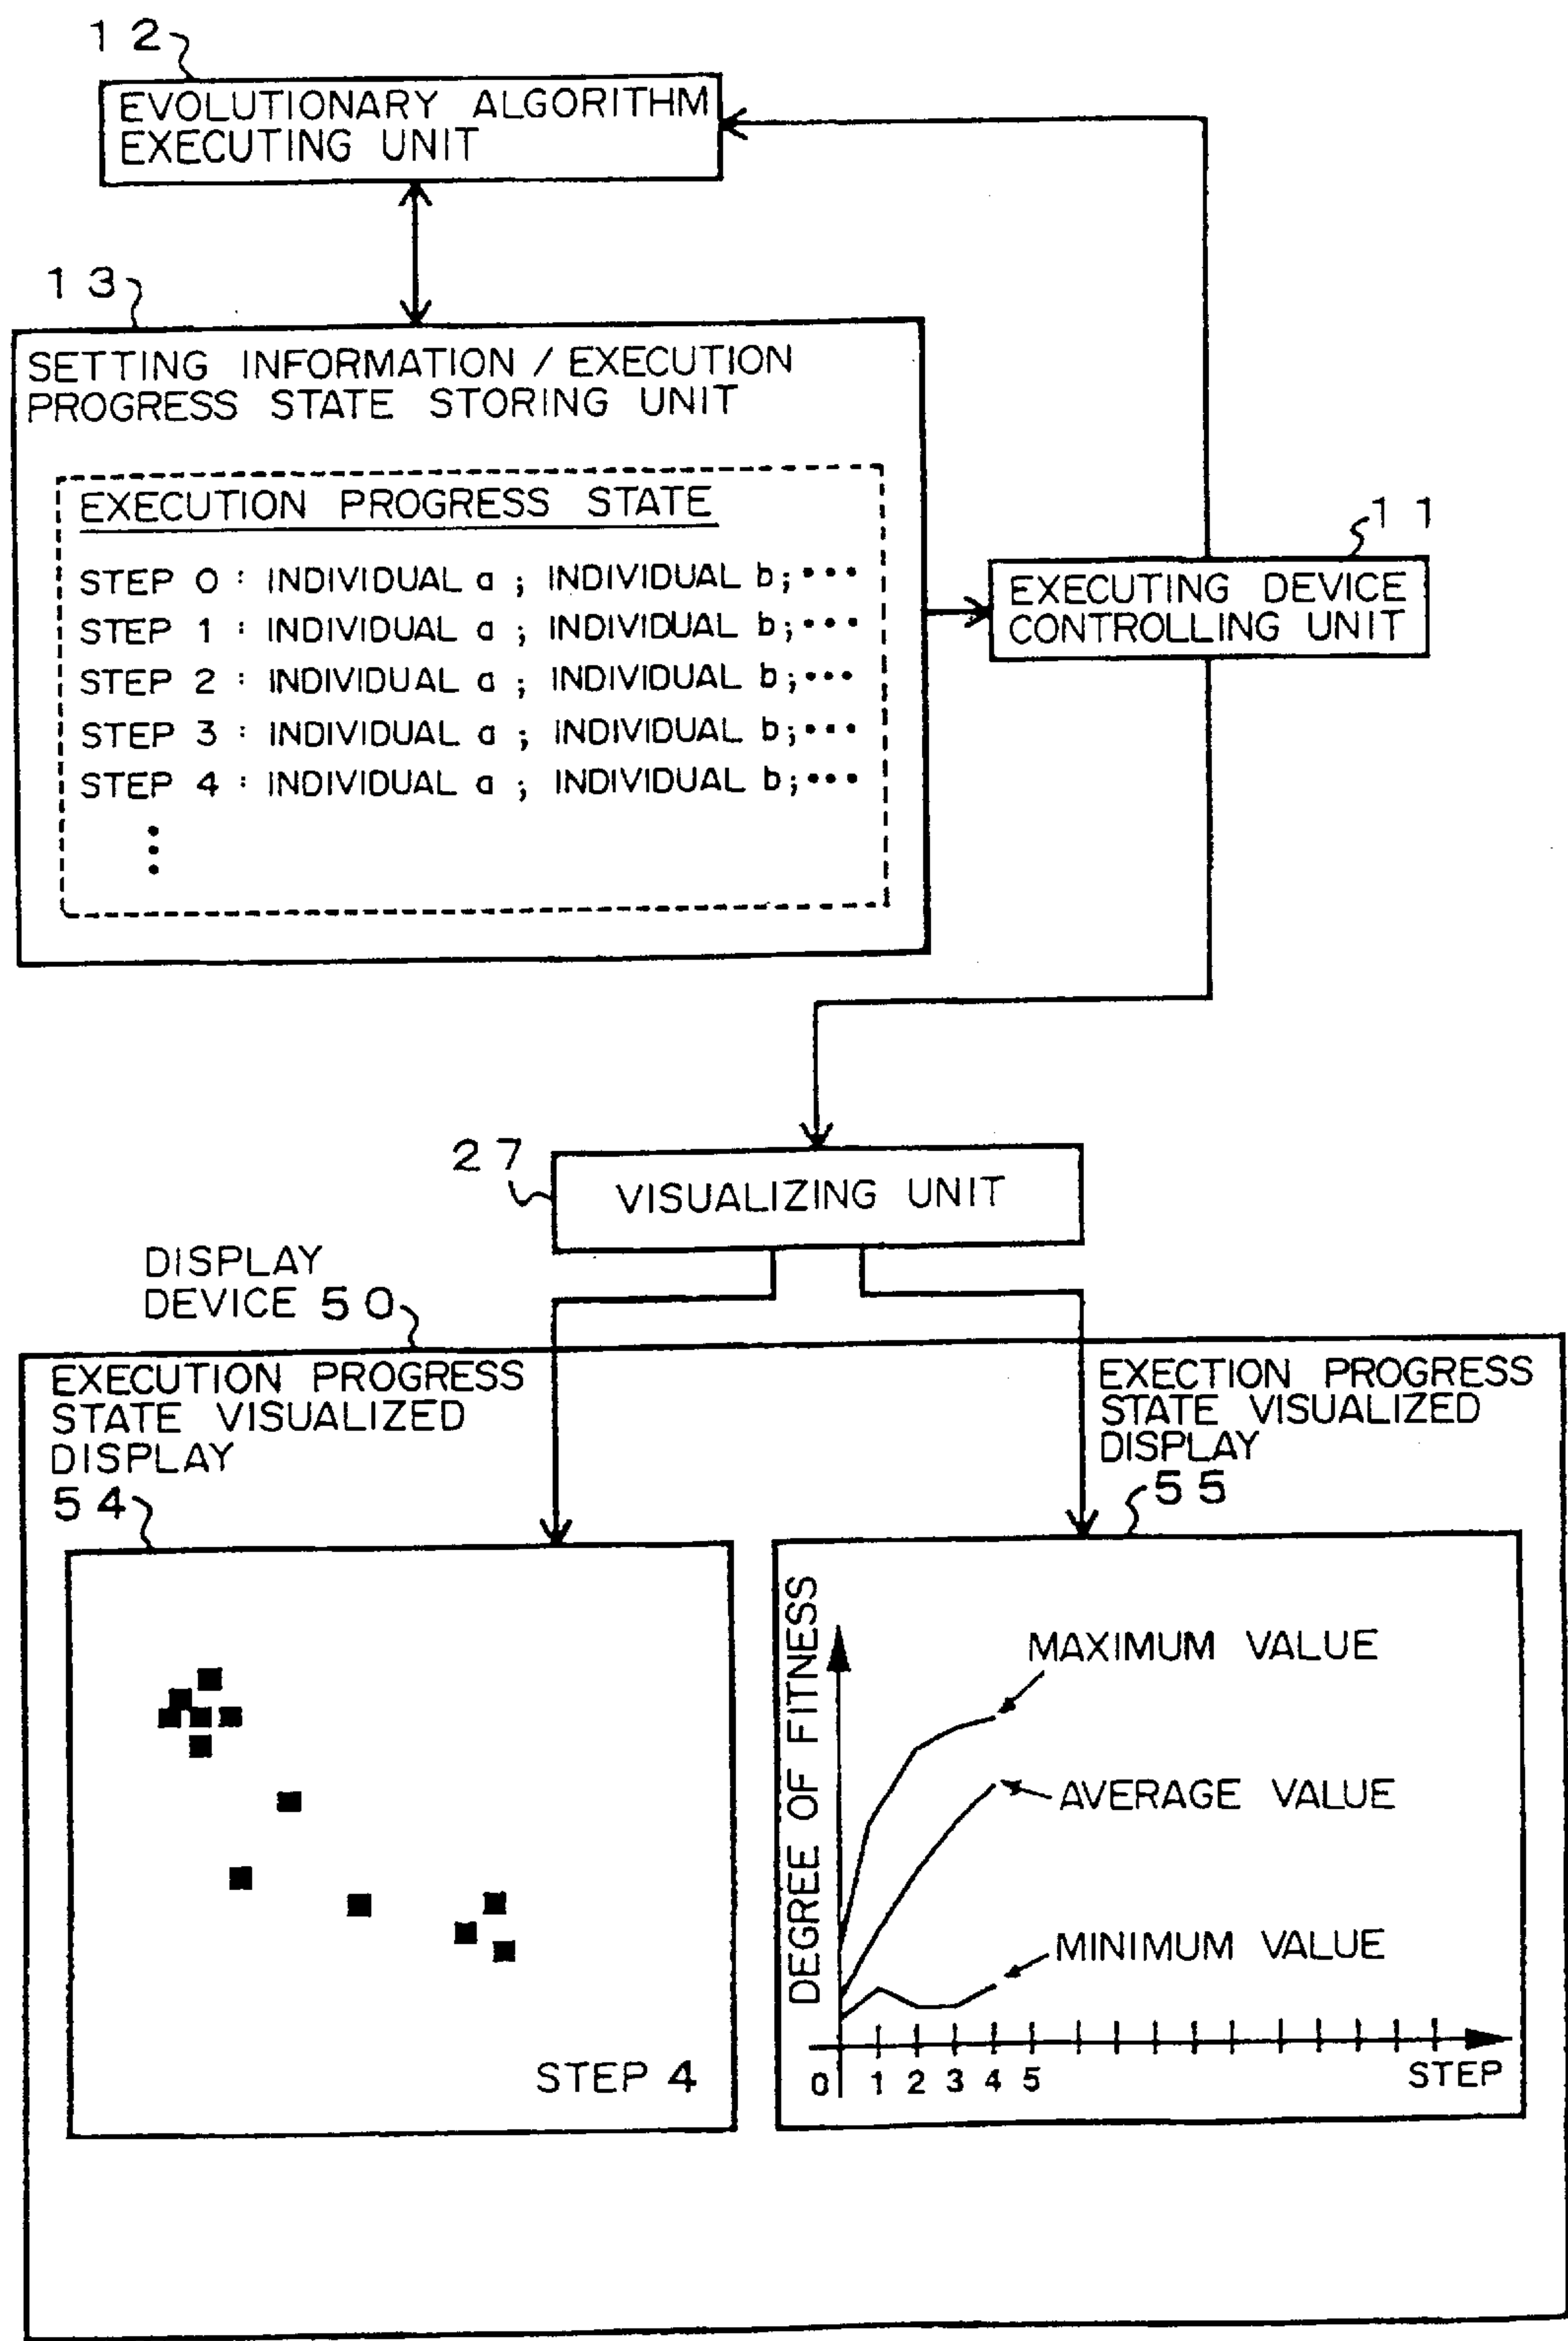 12
EVOLUTIONARY ALGORITHM
EXECUTING UNIT
13
SETTING INFORMATION / EXECUTION
PROGRESS STATE STORING UNIT
EXECUTION PROGRESS STATE
STEP 0 : INDIVIDUAL a ; INDIVIDUAL b;•••
STEP 1 : INDIVIDUAL a ; INDIVIDUAL b;•••
STEP 2 : INDIVIDUAL a ; INDIVIDUAL b;•••
STEP 3 : INDIVIDUAL a ; INDIVIDUAL b;•••
STEP 4 : INDIVIDUAL a ; INDIVIDUAL b;•••
11
EXECUTING DEVICE
CONTROLLING UNIT
27
VISUALIZING UNIT
DISPLAY
DEVICE 50
EXECUTION PROGRESS
STATE VISUALIZED
DISPLAY
54
STEP 4
EXECTION PROGRESS
STATE VISUALIZED
DISPLAY
55
DEGREE OF FITNESS
MAXIMUM VALUE
AVERAGE VALUE
MINIMUM VALUE
0 1 2 3 4 5
STEP